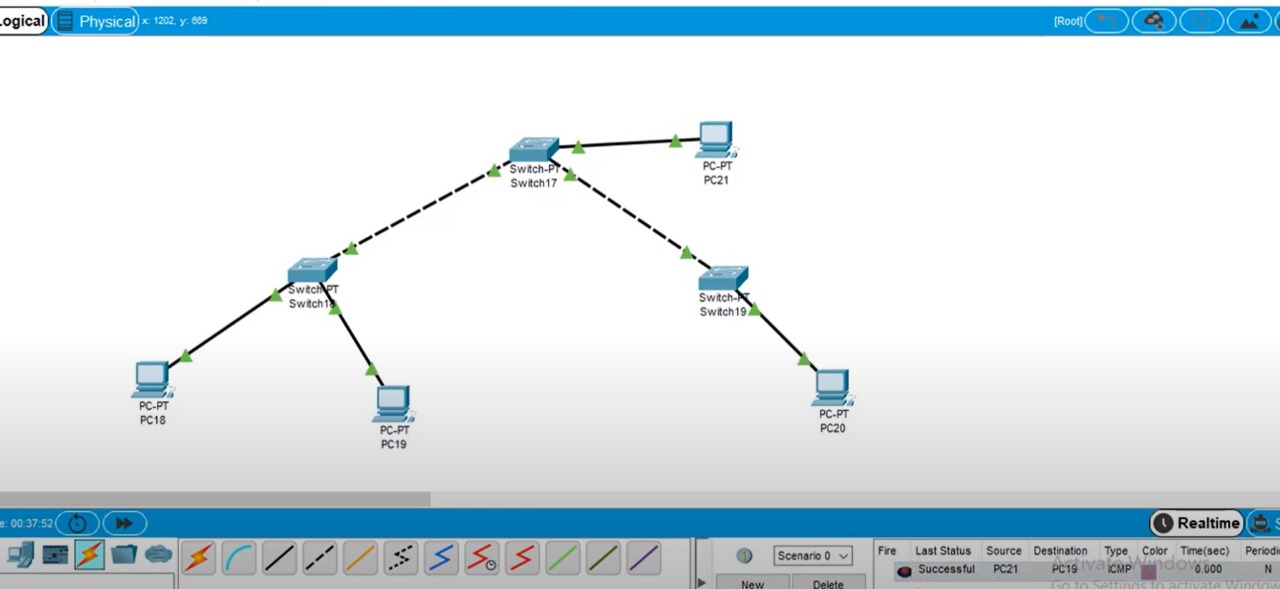 Logical Physical x: 1202, y: 669 [Root]
PC-PT
PC21
Switch-PT
Switch17
Switch-PT
Switch18
Switch-PT
Switch19
PC-PT
PC18
PC-PT
PC19
PC-PT
PC20
e: 00:37:52
Realtime
Scenario 0
New Delete
Fire Last Status Source Destination Type Color Time(sec) Periodi
Successful PC21 PC19 ICMP 0.000 N
Activate Windows
Go to Settings to activate Window